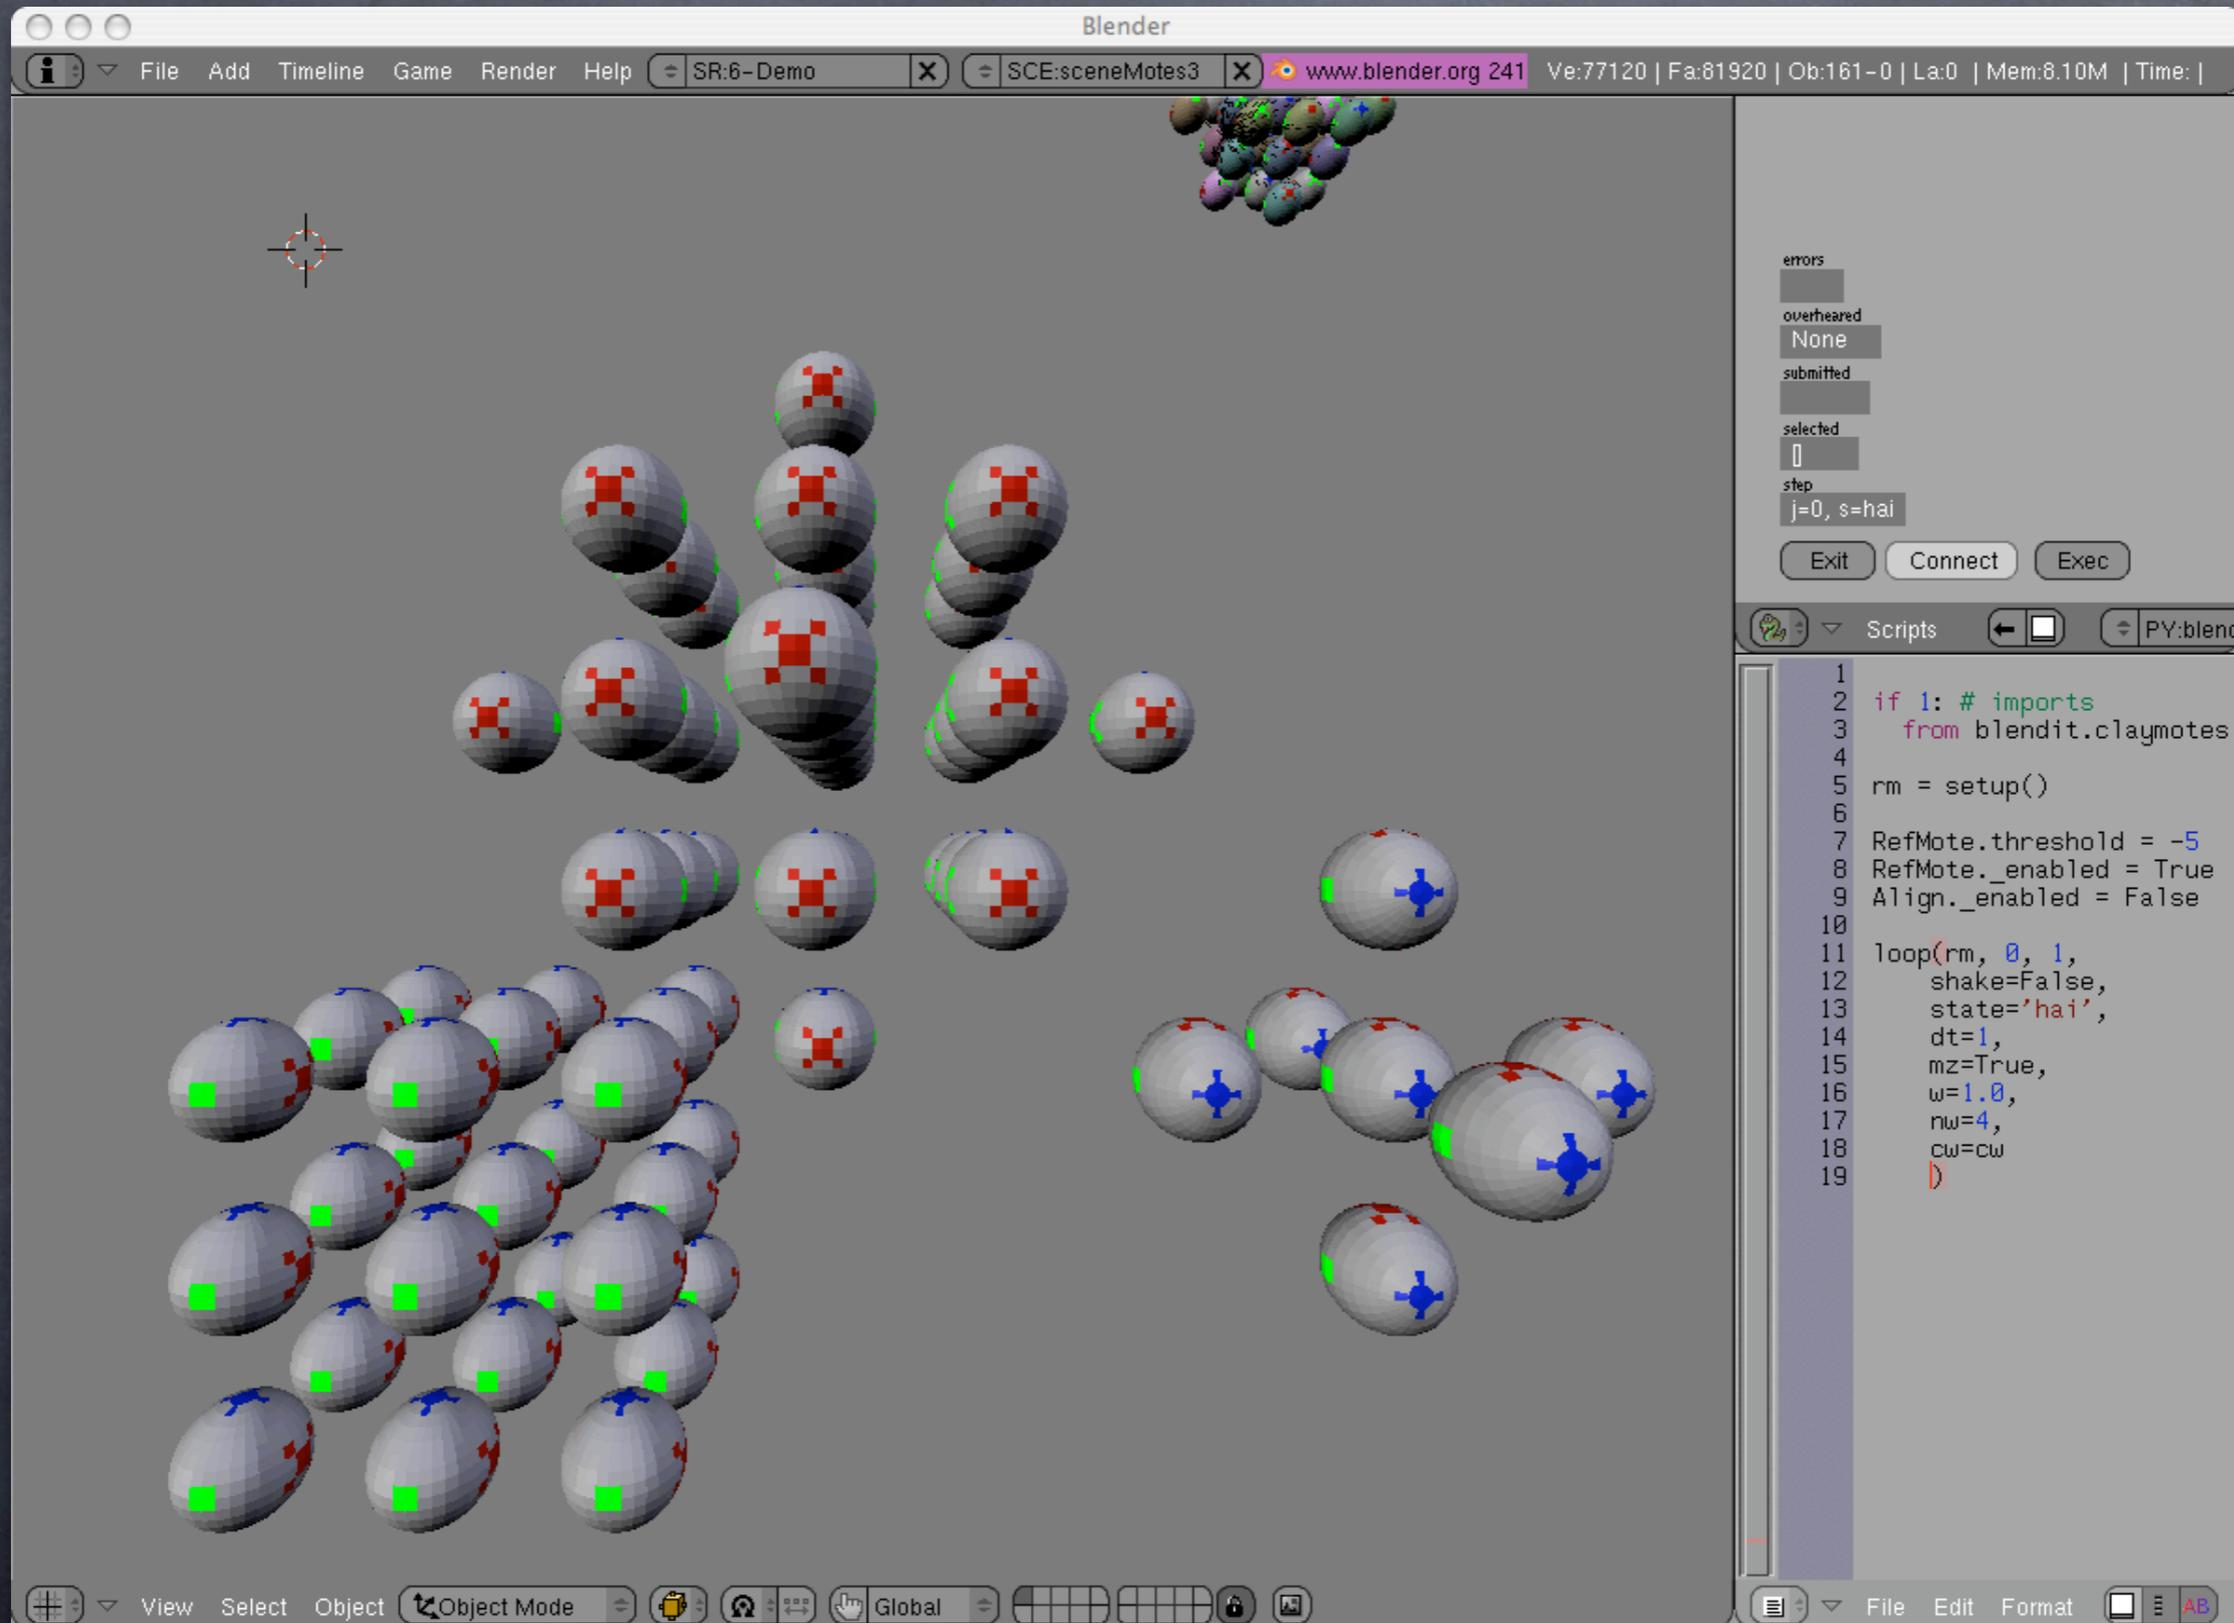 Blender
File Add Timeline Game Render Help SR:6-Demo X SCE:sceneMotes3 X www.blender.org 241 Ve:77120 | Fa:81920 | Ob:161-0 | La:0 | Mem:8.10M | Time: |
errors
overheared
None
submitted
selected
[]
step
j=0, s=hai
Exit Connect Exec
Scripts PY:blend
1
2 if 1: # imports
3 from blendit.claymotes
4
5 rm = setup()
6
7 RefMote.threshold = -5
8 RefMote._enabled = True
9 Align._enabled = False
10
11 loop(rm, 0, 1,
12 shake=False,
13 state='hai',
14 dt=1,
15 mz=True,
16 w=1.0,
17 nw=4,
18 cw=cw
19 )
View Select Object Object Mode Global
File Edit Format AB